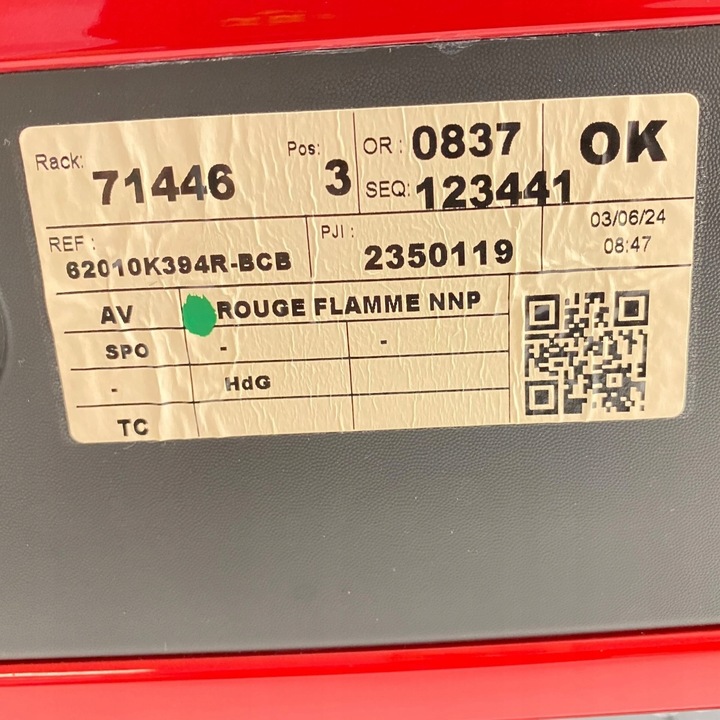 Rack: 71446 Pos: 3 OR : 0837 OK
SEQ: 123441
REF : 62010K394R-BCB PJI : 2350119 03/06/24
08:47
AV ROUGE FLAMME NNP
SPO - -
- HdG
TC